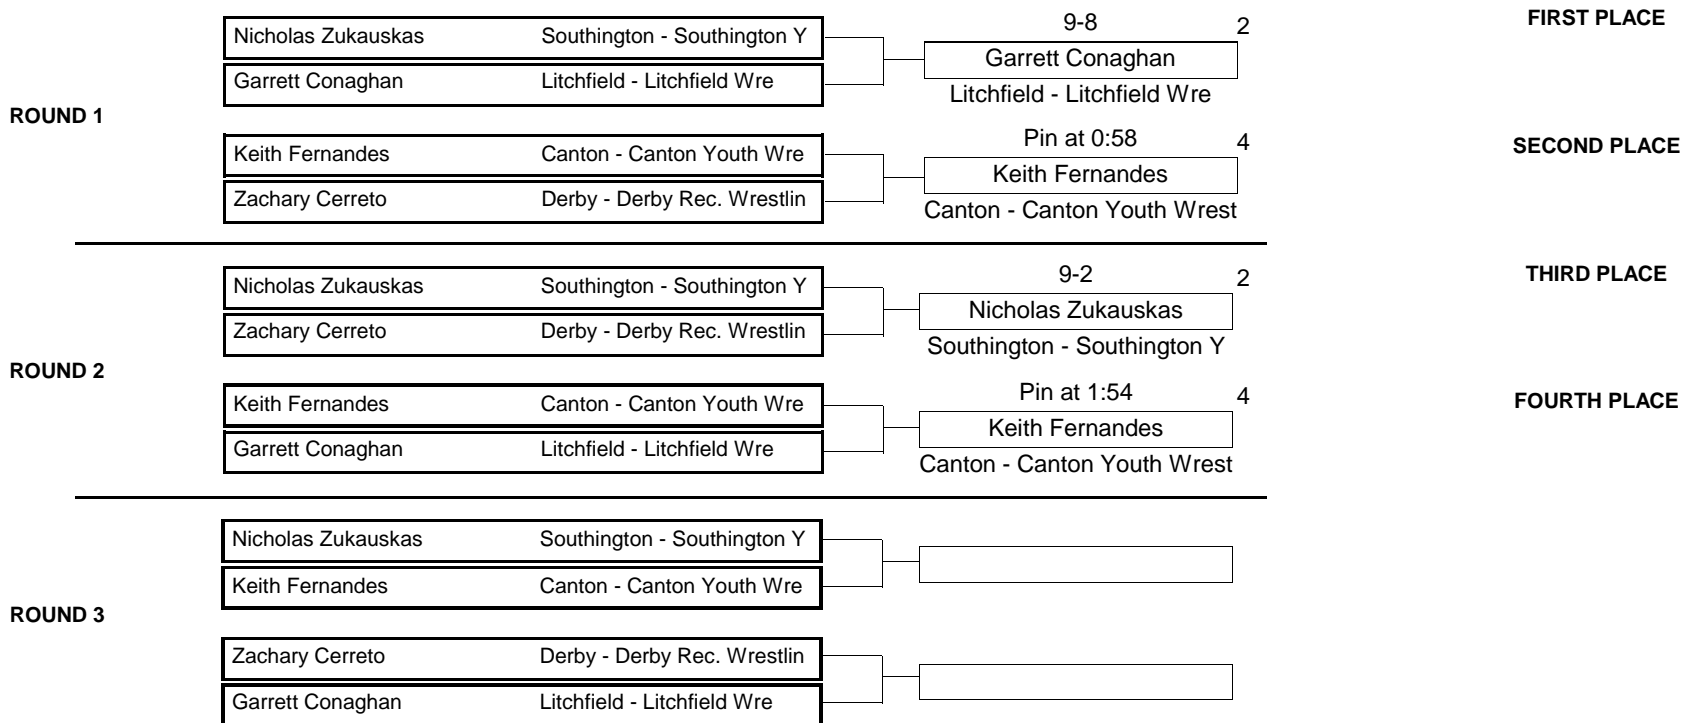 9-8 2 FIRST PLACE
Nicholas Zukauskas Southington - Southington Y
Garrett Conaghan
Garrett Conaghan Litchfield - Litchfield Wre
Litchfield - Litchfield Wre
ROUND 1
Pin at 0:58 4 SECOND PLACE
Keith Fernandes Canton - Canton Youth Wre
Keith Fernandes
Zachary Cerreto Derby - Derby Rec. Wrestlin
Canton - Canton Youth Wrest
9-2 2 THIRD PLACE
Nicholas Zukauskas Southington - Southington Y
Nicholas Zukauskas
Zachary Cerreto Derby - Derby Rec. Wrestlin
Southington - Southington Y
ROUND 2
Pin at 1:54 4 FOURTH PLACE
Keith Fernandes Canton - Canton Youth Wre
Keith Fernandes
Garrett Conaghan Litchfield - Litchfield Wre
Canton - Canton Youth Wrest
Nicholas Zukauskas Southington - Southington Y
Keith Fernandes Canton - Canton Youth Wre
ROUND 3
Zachary Cerreto Derby - Derby Rec. Wrestlin
Garrett Conaghan Litchfield - Litchfield Wre